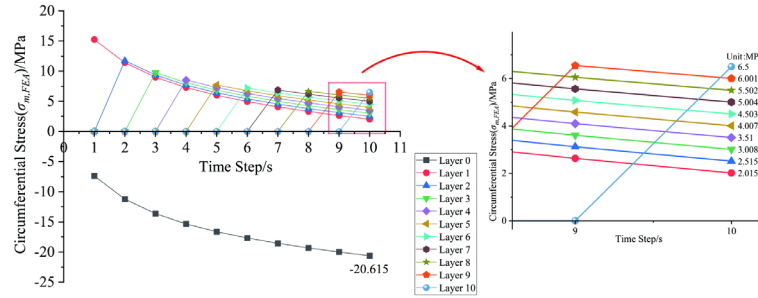 Circumferential Stress(σm,FEA)/MPa
20
15
10
5
0
-5
-10
-15
-20
-25
0 1 2 3 4 5 6 7 8 9 10 11
Time Step/s
-20.615
Layer 0
Layer 1
Layer 2
Layer 3
Layer 4
Layer 5
Layer 6
Layer 7
Layer 8
Layer 9
Layer 10
Circumferential Stress(σm,FEA)/MPa
6
4
2
0
9 10
Time Step/s
Unit:MP
6.5
6.001
5.502
5.004
4.503
4.007
3.51
3.008
2.515
2.015